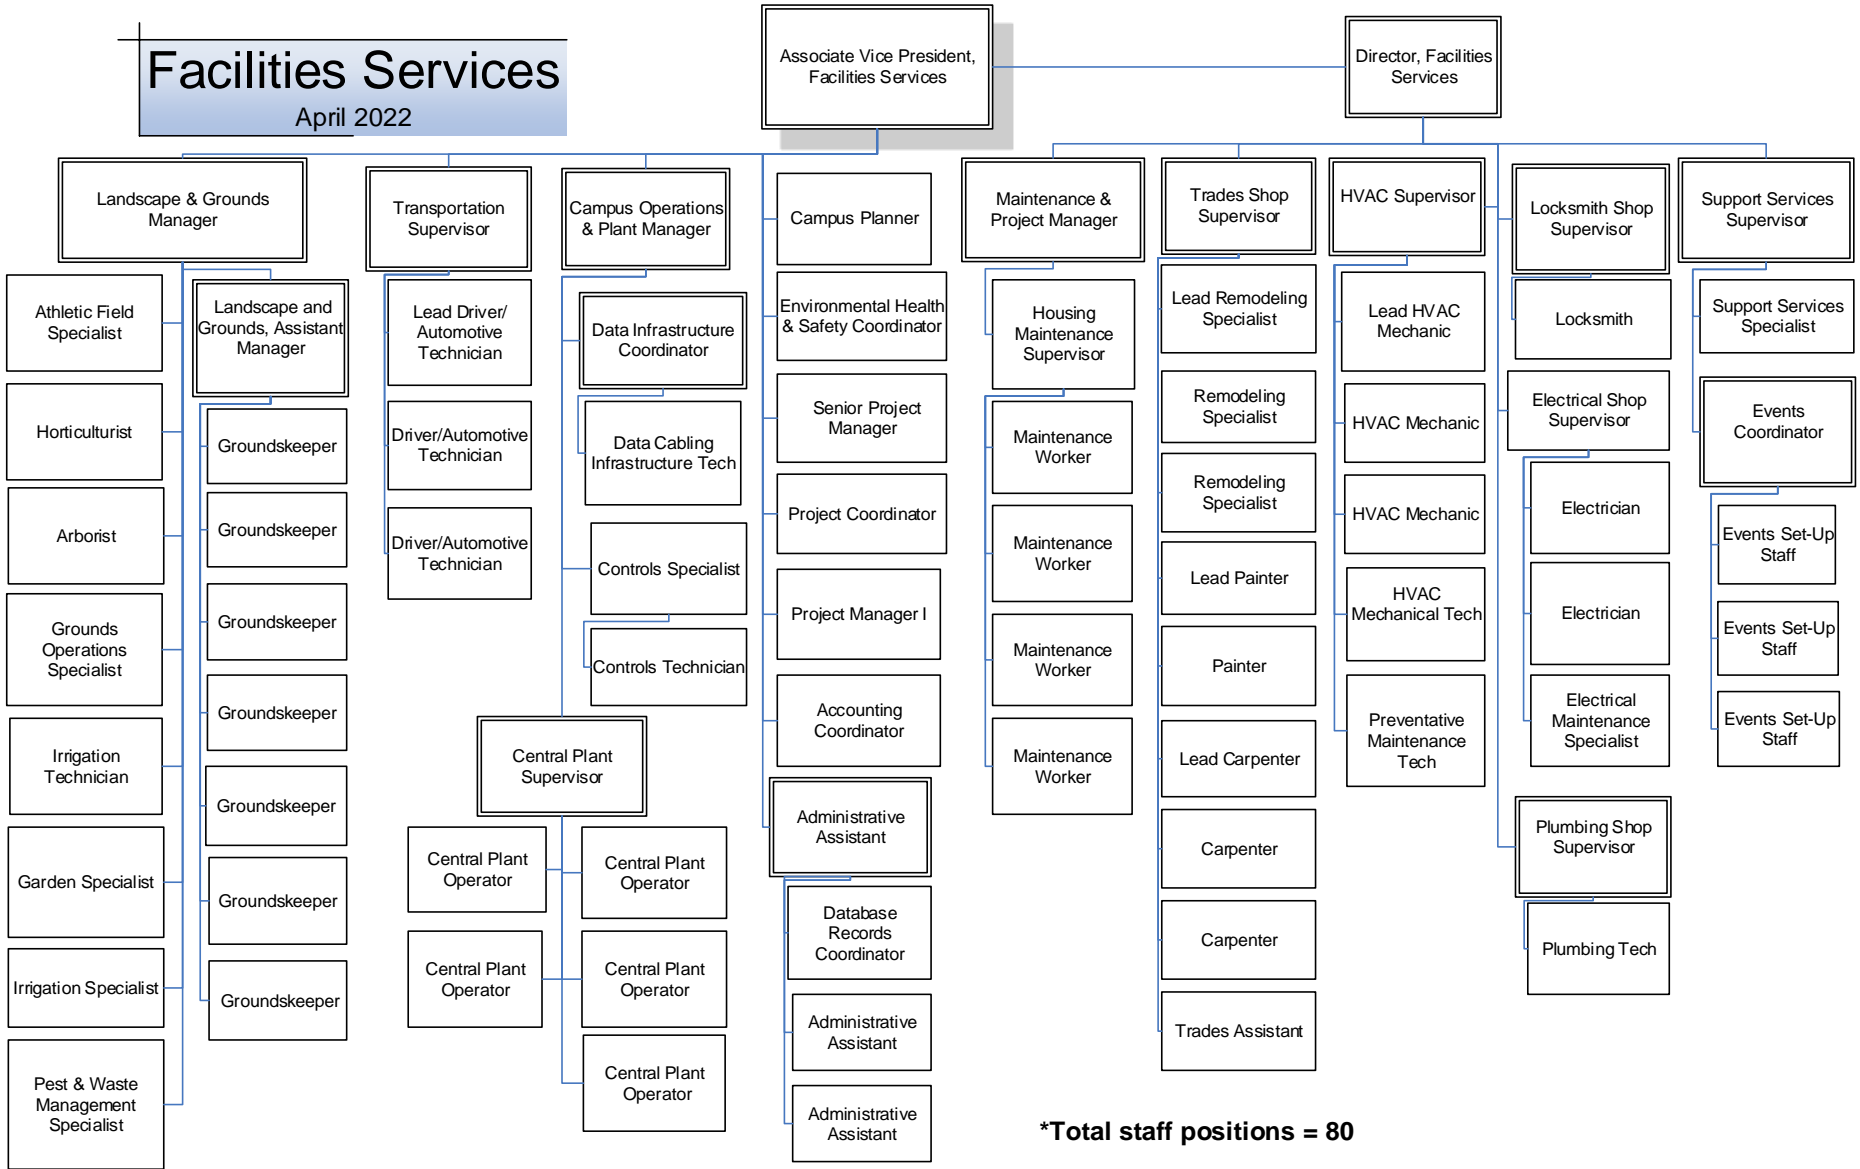 Facilities Services
April 2022
Associate Vice President,
Facilities Services
Director, Facilities
Services
Landscape & Grounds
Manager
Athletic Field
Specialist
Horticulturist
Arborist
Grounds
Operations
Specialist
Irrigation
Technician
Garden Specialist
Irrigation Specialist
Pest & Waste
Management
Specialist
Landscape and
Grounds, Assistant
Manager
Groundskeeper
Groundskeeper
Groundskeeper
Groundskeeper
Groundskeeper
Groundskeeper
Groundskeeper
Transportation
Supervisor
Lead Driver/
Automotive
Technician
Driver/Automotive
Technician
Driver/Automotive
Technician
Campus Operations
& Plant Manager
Data Infrastructure
Coordinator
Data Cabling
Infrastructure Tech
Controls Specialist
Controls Technician
Central Plant
Supervisor
Central Plant
Operator
Central Plant
Operator
Central Plant
Operator
Central Plant
Operator
Central Plant
Operator
Campus Planner
Environmental Health
& Safety Coordinator
Senior Project
Manager
Project Coordinator
Project Manager I
Accounting
Coordinator
Administrative
Assistant
Database
Records
Coordinator
Administrative
Assistant
Administrative
Assistant
Maintenance &
Project Manager
Housing
Maintenance
Supervisor
Maintenance
Worker
Maintenance
Worker
Maintenance
Worker
Maintenance
Worker
Trades Shop
Supervisor
Lead Remodeling
Specialist
Remodeling
Specialist
Remodeling
Specialist
Lead Painter
Painter
Lead Carpenter
Carpenter
Carpenter
Trades Assistant
HVAC Supervisor
Lead HVAC
Mechanic
HVAC Mechanic
HVAC Mechanic
HVAC
Mechanical Tech
Preventative
Maintenance
Tech
Locksmith Shop
Supervisor
Locksmith
Electrical Shop
Supervisor
Electrician
Electrician
Electrical
Maintenance
Specialist
Plumbing Shop
Supervisor
Plumbing Tech
Support Services
Supervisor
Support Services
Specialist
Events
Coordinator
Events Set-Up
Staff
Events Set-Up
Staff
Events Set-Up
Staff
*Total staff positions = 80